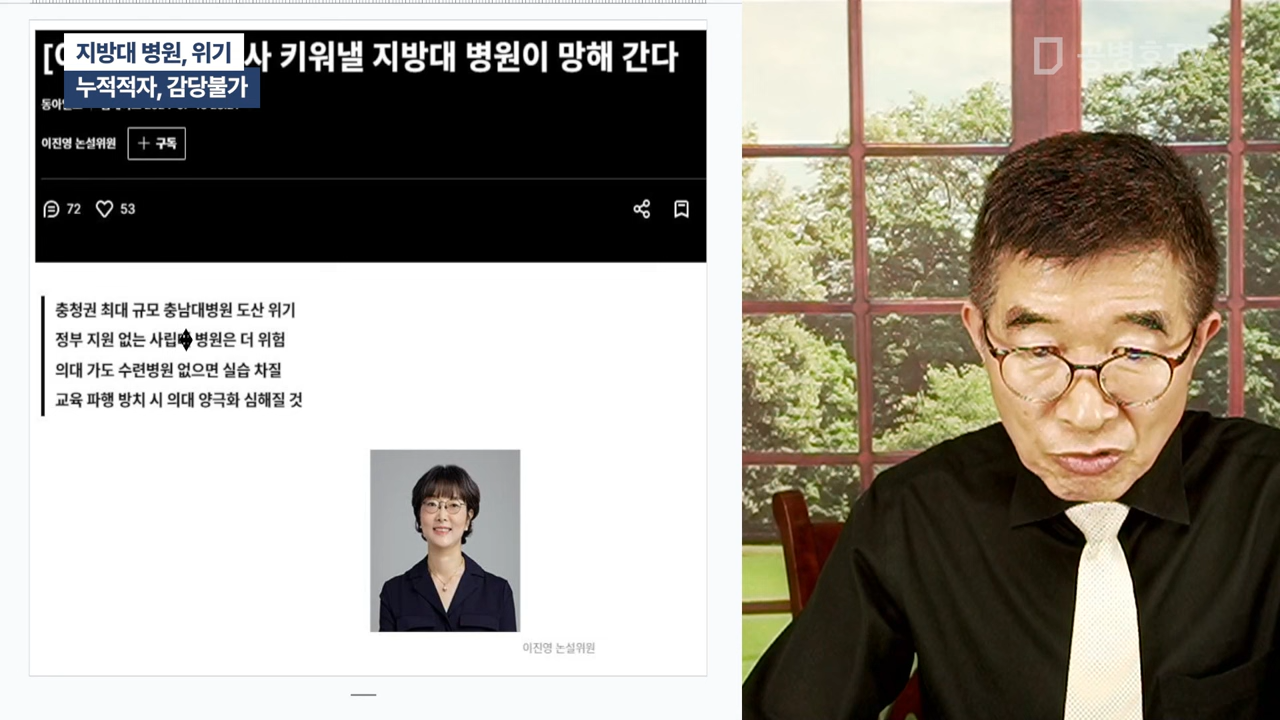 지방대 병원, 위기
누적적자, 감당불가
사 키워낼 지방대 병원이 망해 간다
이진영 논설위원
+ 구독
72
53
충청권 최대 규모 충남대병원 도산 위기
정부 지원 없는 사립 병원은 더 위험
의대 가도 수련병원 없으면 실습 차질
교육 파행 방치 시 의대 양극화 심해질 것
이진영 논설위원